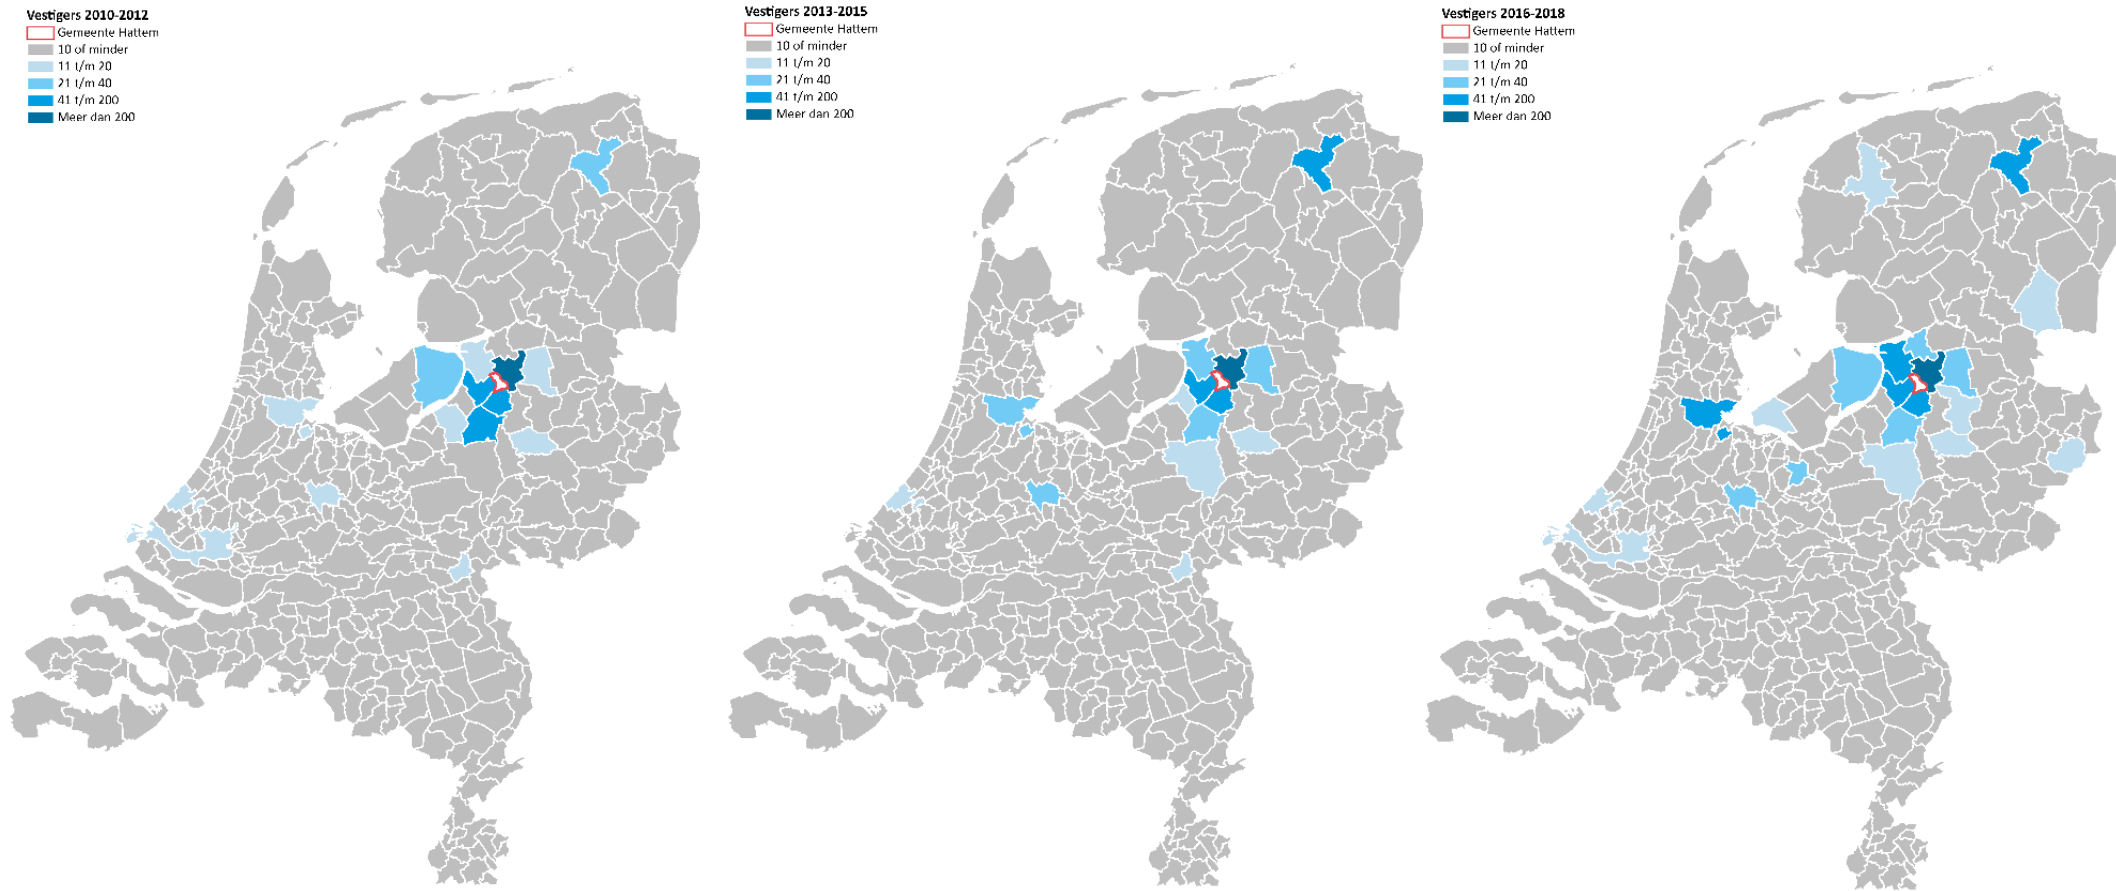 Vestigers 2010-2012
Gemeente Hattem
10 of minder
11 t/m 20
21 t/m 40
41 t/m 200
Meer dan 200
Vestigers 2013-2015
Gemeente Hattem
10 of minder
11 t/m 20
21 t/m 40
41 t/m 200
Meer dan 200
Vestigers 2016-2018
Gemeente Hattem
10 of minder
11 t/m 20
21 t/m 40
41 t/m 200
Meer dan 200